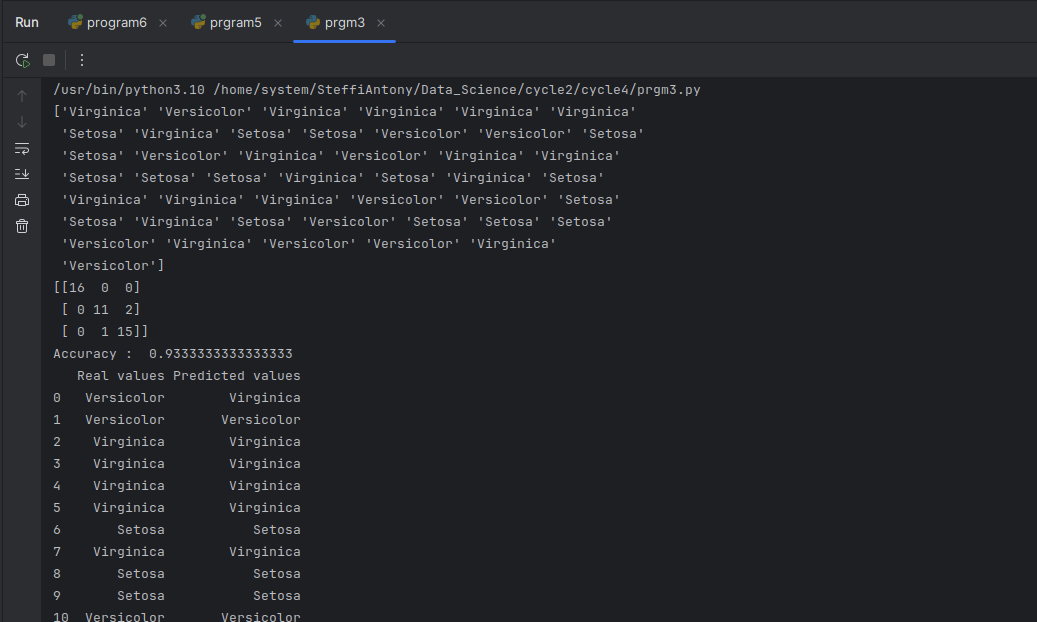 Run program6 prgram5 prgm3
/usr/bin/python3.10 /home/system/SteffiAntony/Data_Science/cycle2/cycle4/prgm3.py
['Virginica' 'Versicolor' 'Virginica' 'Virginica' 'Virginica' 'Virginica'
 'Setosa' 'Virginica' 'Setosa' 'Setosa' 'Versicolor' 'Versicolor' 'Setosa'
 'Setosa' 'Versicolor' 'Virginica' 'Versicolor' 'Virginica' 'Virginica'
 'Setosa' 'Setosa' 'Setosa' 'Virginica' 'Setosa' 'Virginica' 'Setosa'
 'Virginica' 'Virginica' 'Virginica' 'Versicolor' 'Versicolor' 'Setosa'
 'Setosa' 'Virginica' 'Setosa' 'Versicolor' 'Setosa' 'Setosa' 'Setosa'
 'Versicolor' 'Virginica' 'Versicolor' 'Versicolor' 'Virginica'
 'Versicolor']
[[16  0  0]
 [ 0 11  2]
 [ 0  1 15]]
Accuracy :  0.9333333333333333
   Real values Predicted values
0   Versicolor        Virginica
1   Versicolor       Versicolor
2    Virginica        Virginica
3    Virginica        Virginica
4    Virginica        Virginica
5    Virginica        Virginica
6       Setosa           Setosa
7    Virginica        Virginica
8       Setosa           Setosa
9       Setosa           Setosa
10  Versicolor       Versicolor